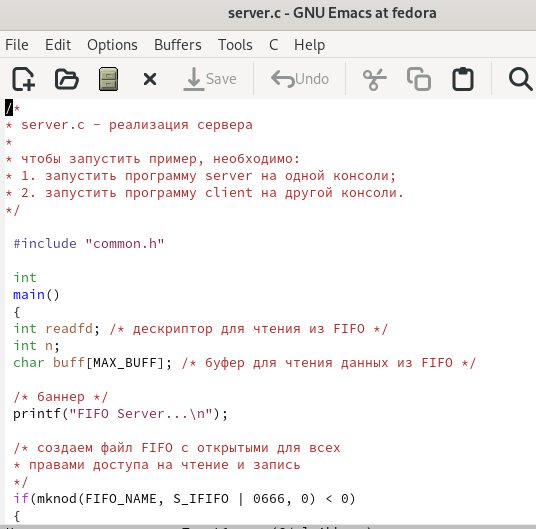 server.c - GNU Emacs at fedora
File Edit Options Buffers Tools C Help
Save Undo
/*
* server.c - реализация сервера
*
* чтобы запустить пример, необходимо:
* 1. запустить программу server на одной консоли;
* 2. запустить программу client на другой консоли.
*/
#include "common.h"
int
main()
{
int readfd; /* дескриптор для чтения из FIFO */
int n;
char buff[MAX_BUFF]; /* буфер для чтения данных из FIFO */
/* баннер */
printf("FIFO Server...\n");
/* создаем файл FIFO с открытыми для всех
* правами доступа на чтение и запись
*/
if(mknod(FIFO_NAME, S_IFIFO | 0666, 0) < 0)
{